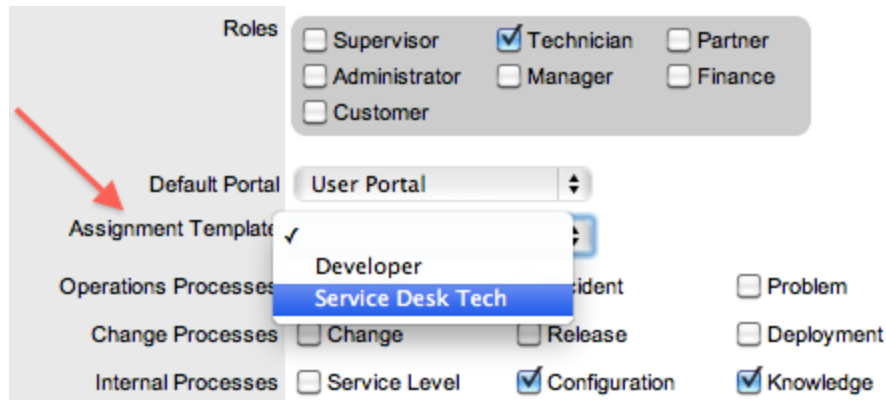 Roles Supervisor Technician Partner
Administrator Manager Finance
Customer
Default Portal User Portal
Assignment Template
Developer
Operations Processes Problem
Service Desk Tech
Change Processes Change Release Deployment
Internal Processes Service Level Configuration Knowledge